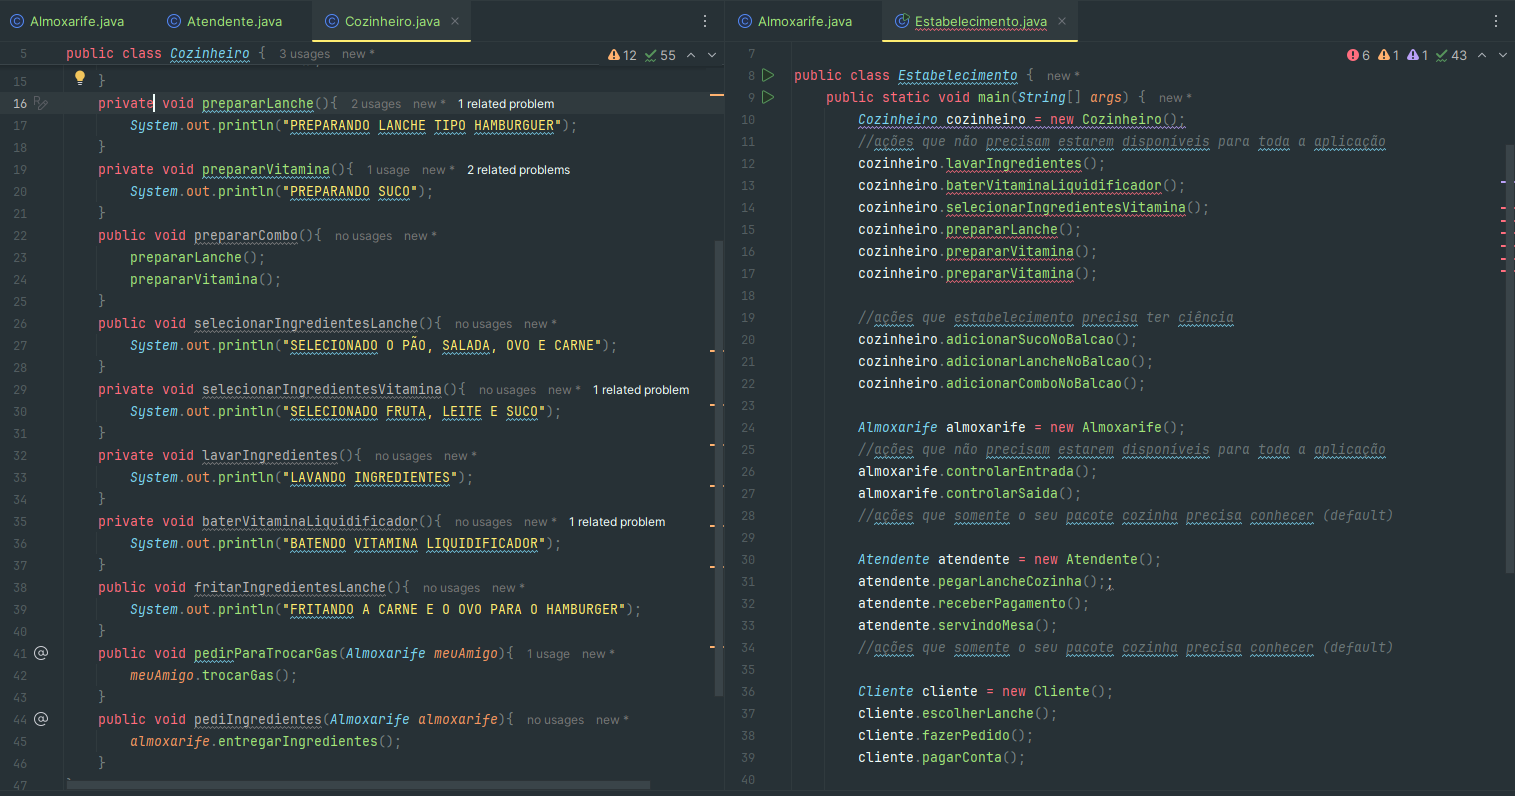 Almoxarife.java
Atendente.java
Cozinheiro.java
5 public class Cozinheiro { 3 usages new *
12 55
15 }
16 private void prepararLanche(){ 2 usages new * 1 related problem
17 System.out.println("PREPARANDO LANCHE TIPO HAMBURGUER");
18 }
19 private void prepararVitamina(){ 1 usage new * 2 related problems
20 System.out.println("PREPARANDO SUCO");
21 }
22 public void prepararCombo(){ no usages new *
23 prepararLanche();
24 prepararVitamina();
25 }
26 public void selecionarIngredientesLanche(){ no usages new *
27 System.out.println("SELECIONADO O PÃO, SALADA, OVO E CARNE");
28 }
29 private void selecionarIngredientesVitamina(){ no usages new * 1 related problem
30 System.out.println("SELECIONADO FRUTA, LEITE E SUCO");
31 }
32 private void lavarIngredientes(){ no usages new *
33 System.out.println("LAVANDO INGREDIENTES");
34 }
35 private void baterVitaminaLiquidificador(){ no usages new * 1 related problem
36 System.out.println("BATENDO VITAMINA LIQUIDIFICADOR");
37 }
38 public void fritarIngredientesLanche(){ no usages new *
39 System.out.println("FRITANDO A CARNE E O OVO PARA O HAMBURGER");
40 }
41 public void pedirParaTrocarGas(Almoxarife meuAmigo){ 1 usage new *
42 meuAmigo.trocarGas();
43 }
44 public void pediIngredientes(Almoxarife almoxarife){ no usages new *
45 almoxarife.entregarIngredientes();
46 }
47
Almoxarife.java
Estabelecimento.java
6 1 1 43
7
8 public class Estabelecimento { new *
9 public static void main(String[] args) { new *
10 Cozinheiro cozinheiro = new Cozinheiro();
11 //ações que não precisam estarem disponíveis para toda a aplicação
12 cozinheiro.lavarIngredientes();
13 cozinheiro.baterVitaminaLiquidificador();
14 cozinheiro.selecionarIngredientesVitamina();
15 cozinheiro.prepararLanche();
16 cozinheiro.prepararVitamina();
17 cozinheiro.prepararVitamina();
18
19 //ações que estabelecimento precisa ter ciência
20 cozinheiro.adicionarSucoNoBalcao();
21 cozinheiro.adicionarLancheNoBalcao();
22 cozinheiro.adicionarComboNoBalcao();
23
24 Almoxarife almoxarife = new Almoxarife();
25 //ações que não precisam estarem disponíveis para toda a aplicação
26 almoxarife.controlarEntrada();
27 almoxarife.controlarSaida();
28 //ações que somente o seu pacote cozinha precisa conhecer (default)
29
30 Atendente atendente = new Atendente();
31 atendente.pegarLancheCozinha();;
32 atendente.receberPagamento();
33 atendente.servindoMesa();
34 //ações que somente o seu pacote cozinha precisa conhecer (default)
35
36 Cliente cliente = new Cliente();
37 cliente.escolherLanche();
38 cliente.fazerPedido();
39 cliente.pagarConta();
40